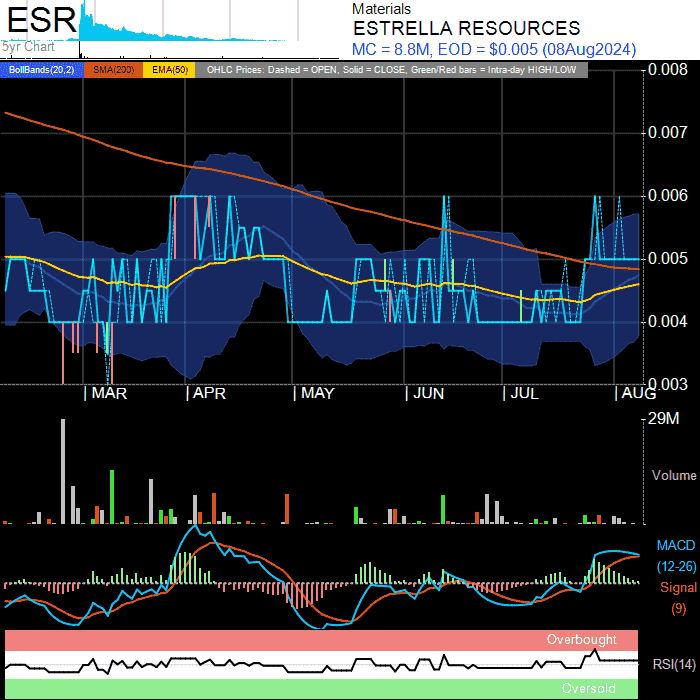 ESR
5yr Chart
Materials
ESTRELLA RESOURCES
MC = 8.8M, EOD = $0.005 (08Aug2024)
BollBands(20,2) SMA(200) EMA(50) OHLC Prices: Dashed = OPEN, Solid = CLOSE, Green/Red bars = Intra-day HIGH/LOW
0.008
0.007
0.006
0.005
0.004
0.003
| MAR | APR | MAY | JUN | JUL | AUG
29M
Volume
MACD
(12-26)
Signal
(9)
Overbought
RSI(14)
Oversold